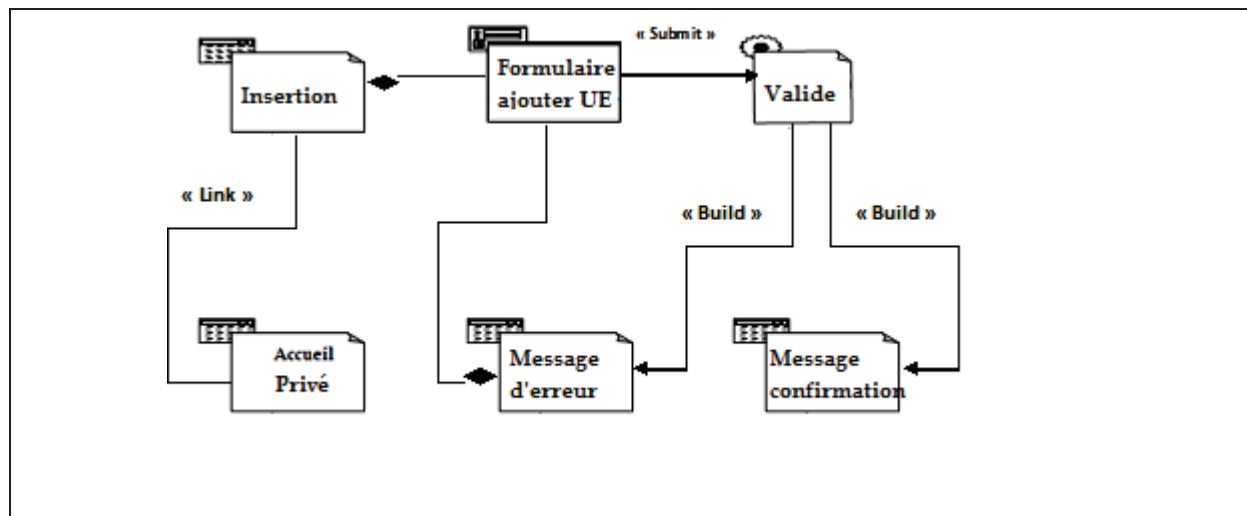 « Submit »
Insertion
Formulaire
ajouter UE
Valide
« Link »
« Build »
« Build »
Accueil
Privé
Message
d'erreur
Message
confirmation